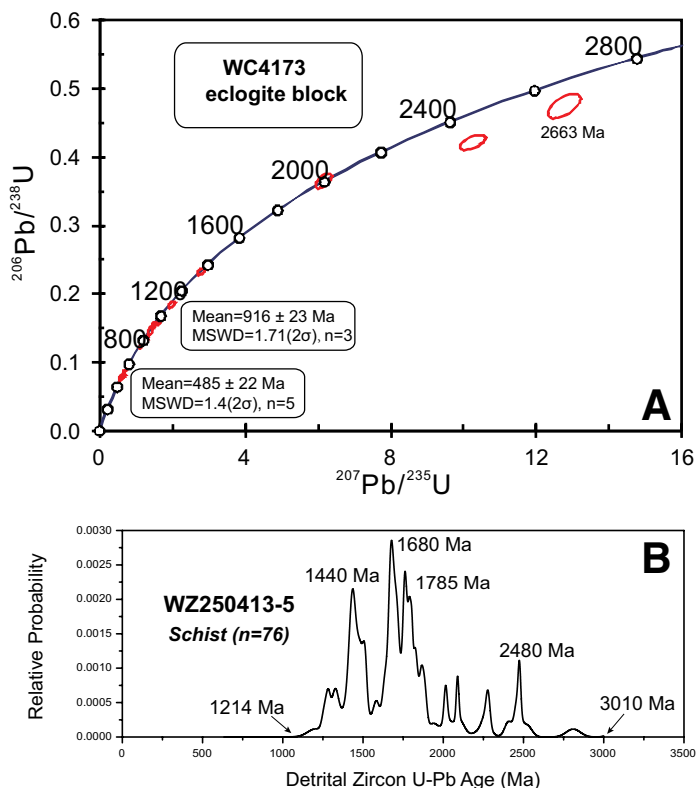 WC4173
eclogite block
2800
2400
2663 Ma
2000
1600
1200
800
Mean=916 ± 23 Ma
MSWD=1.71(2σ), n=3
Mean=485 ± 22 Ma
MSWD=1.4(2σ), n=5
A
0.6
0.5
0.4
0.3
0.2
0.1
0.0
²⁰⁶Pb/²³⁸U
0 4 8 12 16
²⁰⁷Pb/²³⁵U
B
WZ250413-5
Schist (n=76)
1680 Ma
1440 Ma
1785 Ma
2480 Ma
1214 Ma
3010 Ma
0.0030
0.0025
0.0020
0.0015
0.0010
0.0005
0.0000
Relative Probability
0 500 1000 1500 2000 2500 3000 3500
Detrital Zircon U-Pb Age (Ma)